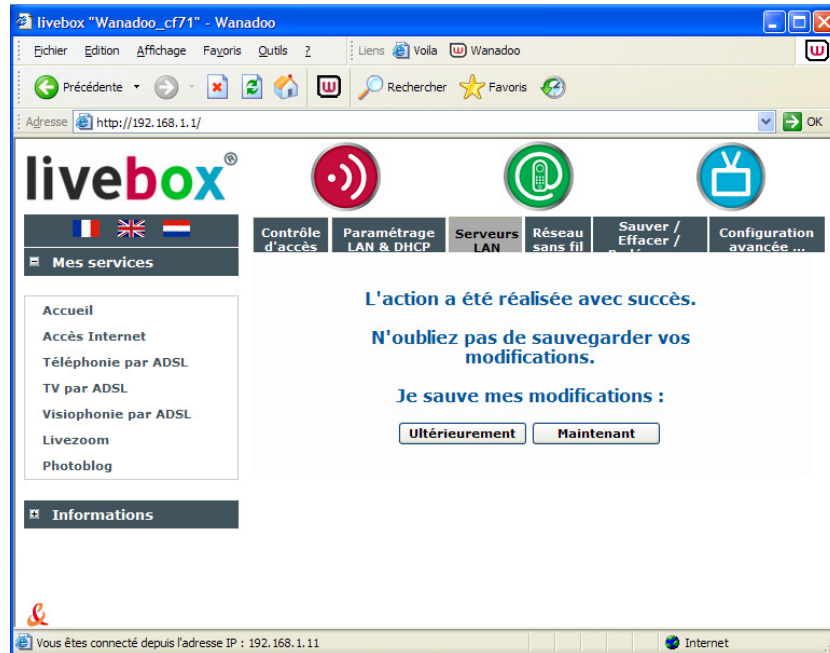 livebox "Wanadoo_cf71" - Wanadoo
Fichier Edition Affichage Favoris Outils ? Liens Voila Wanadoo
Précédente Rechercher Favoris
Adresse http://192.168.1.1/ OK
livebox®
Contrôle d'accès
Paramétrage LAN & DHCP
Serveurs LAN
Réseau sans fil
Sauver / Effacer /
Configuration avancée ...
Mes services
Accueil
Accès Internet
Téléphonie par ADSL
TV par ADSL
Visiophonie par ADSL
Livezoom
Photoblog
Informations
L'action a été réalisée avec succès.
N'oubliez pas de sauvegarder vos
modifications.
Je sauve mes modifications :
Ultérieurement Maintenant
Vous êtes connecté depuis l'adresse IP : 192.168.1.11 Internet